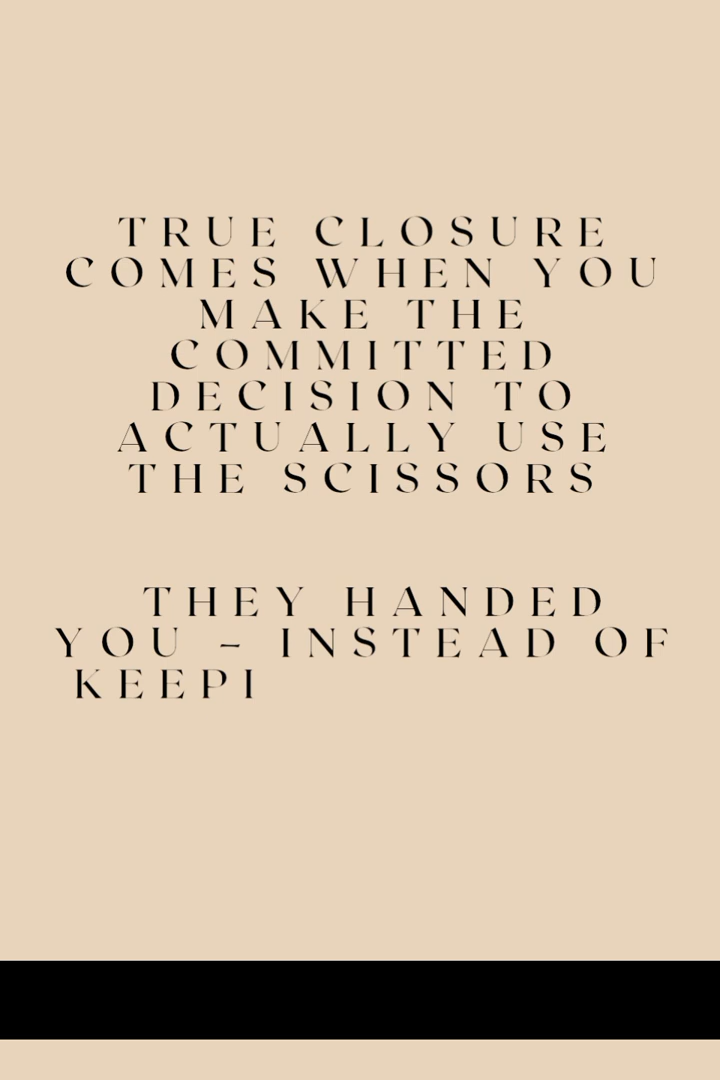 TRUE CLOSURE
COMES WHEN YOU
MAKE THE
COMMITTED
DECISION TO
ACTUALLY USE
THE SCISSORS
THEY HANDED
YOU – INSTEAD OF
KEEPI